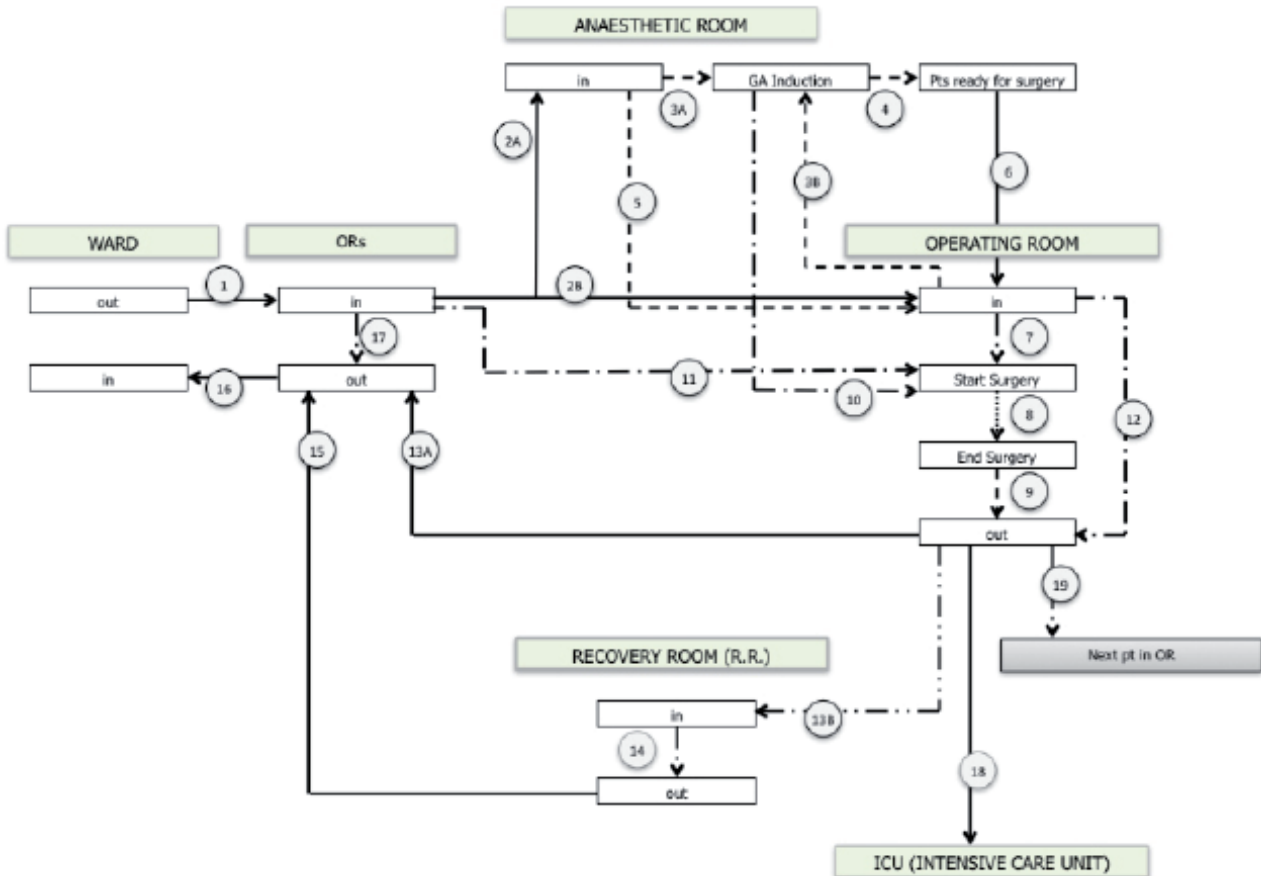 ANAESTHETIC ROOM
in
GA Induction
Pts ready for surgery
3A
4
2A
5
3B
6
WARD
ORs
OPERATING ROOM
1
2B
out
in
in
17
7
in
16
out
11
10
Start Surgery
8
12
15
13A
End Surgery
9
out
19
RECOVERY ROOM (R.R.)
Next pt in OR
in
13B
14
18
out
ICU (INTENSIVE CARE UNIT)